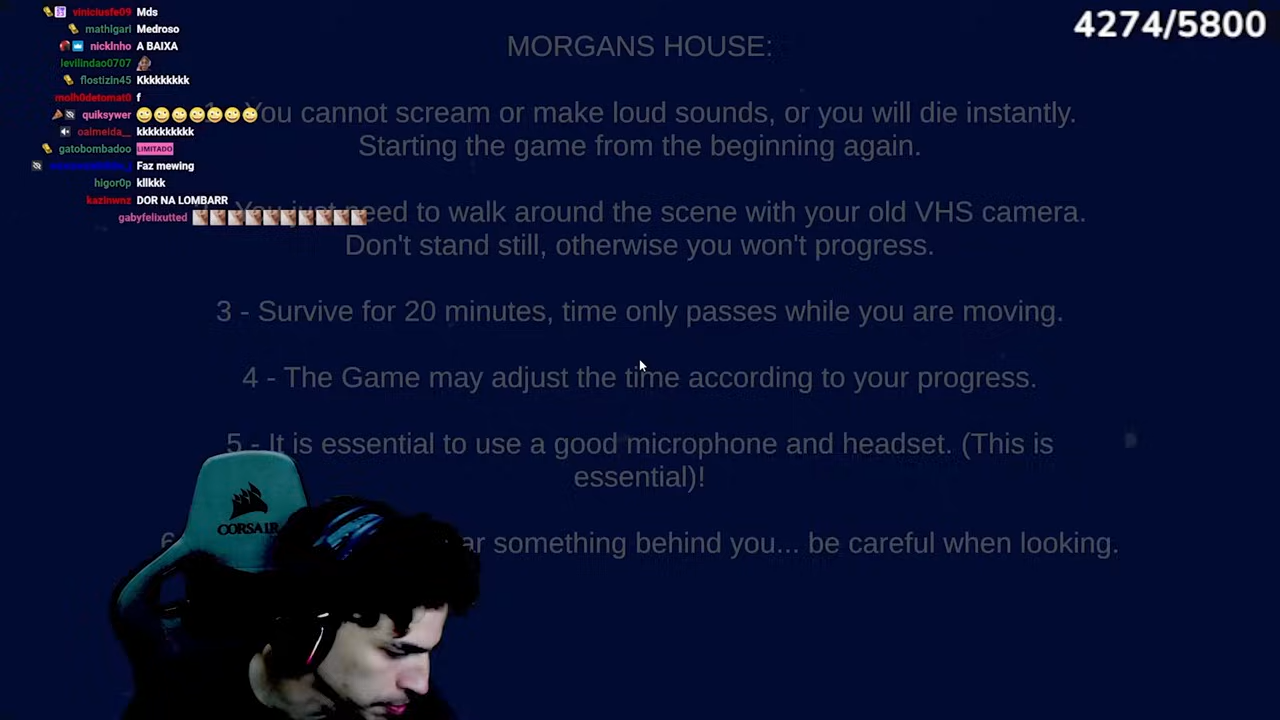 viniciusfe09 Mds
mathigari Medroso
nickinho A BAIXA
levilindao0707
flostizin45 Kkkkkkkkk
molh0detomat0 f
quiksywer
oalmeida__ kkkkkkkkkk
gatobombadoo LIMITADO
Faz mewing
higor0p kllkkk
kazinwnz DOR NA LOMBARR
gabyfelixutted
4274/5800
MORGANS HOUSE:
You cannot scream or make loud sounds, or you will die instantly.
Starting the game from the beginning again.
You just need to walk around the scene with your old VHS camera.
Don't stand still, otherwise you won't progress.
3 - Survive for 20 minutes, time only passes while you are moving.
4 - The Game may adjust the time according to your progress.
5 - It is essential to use a good microphone and headset. (This is
essential)!
something behind you... be careful when looking.
CORSAIR